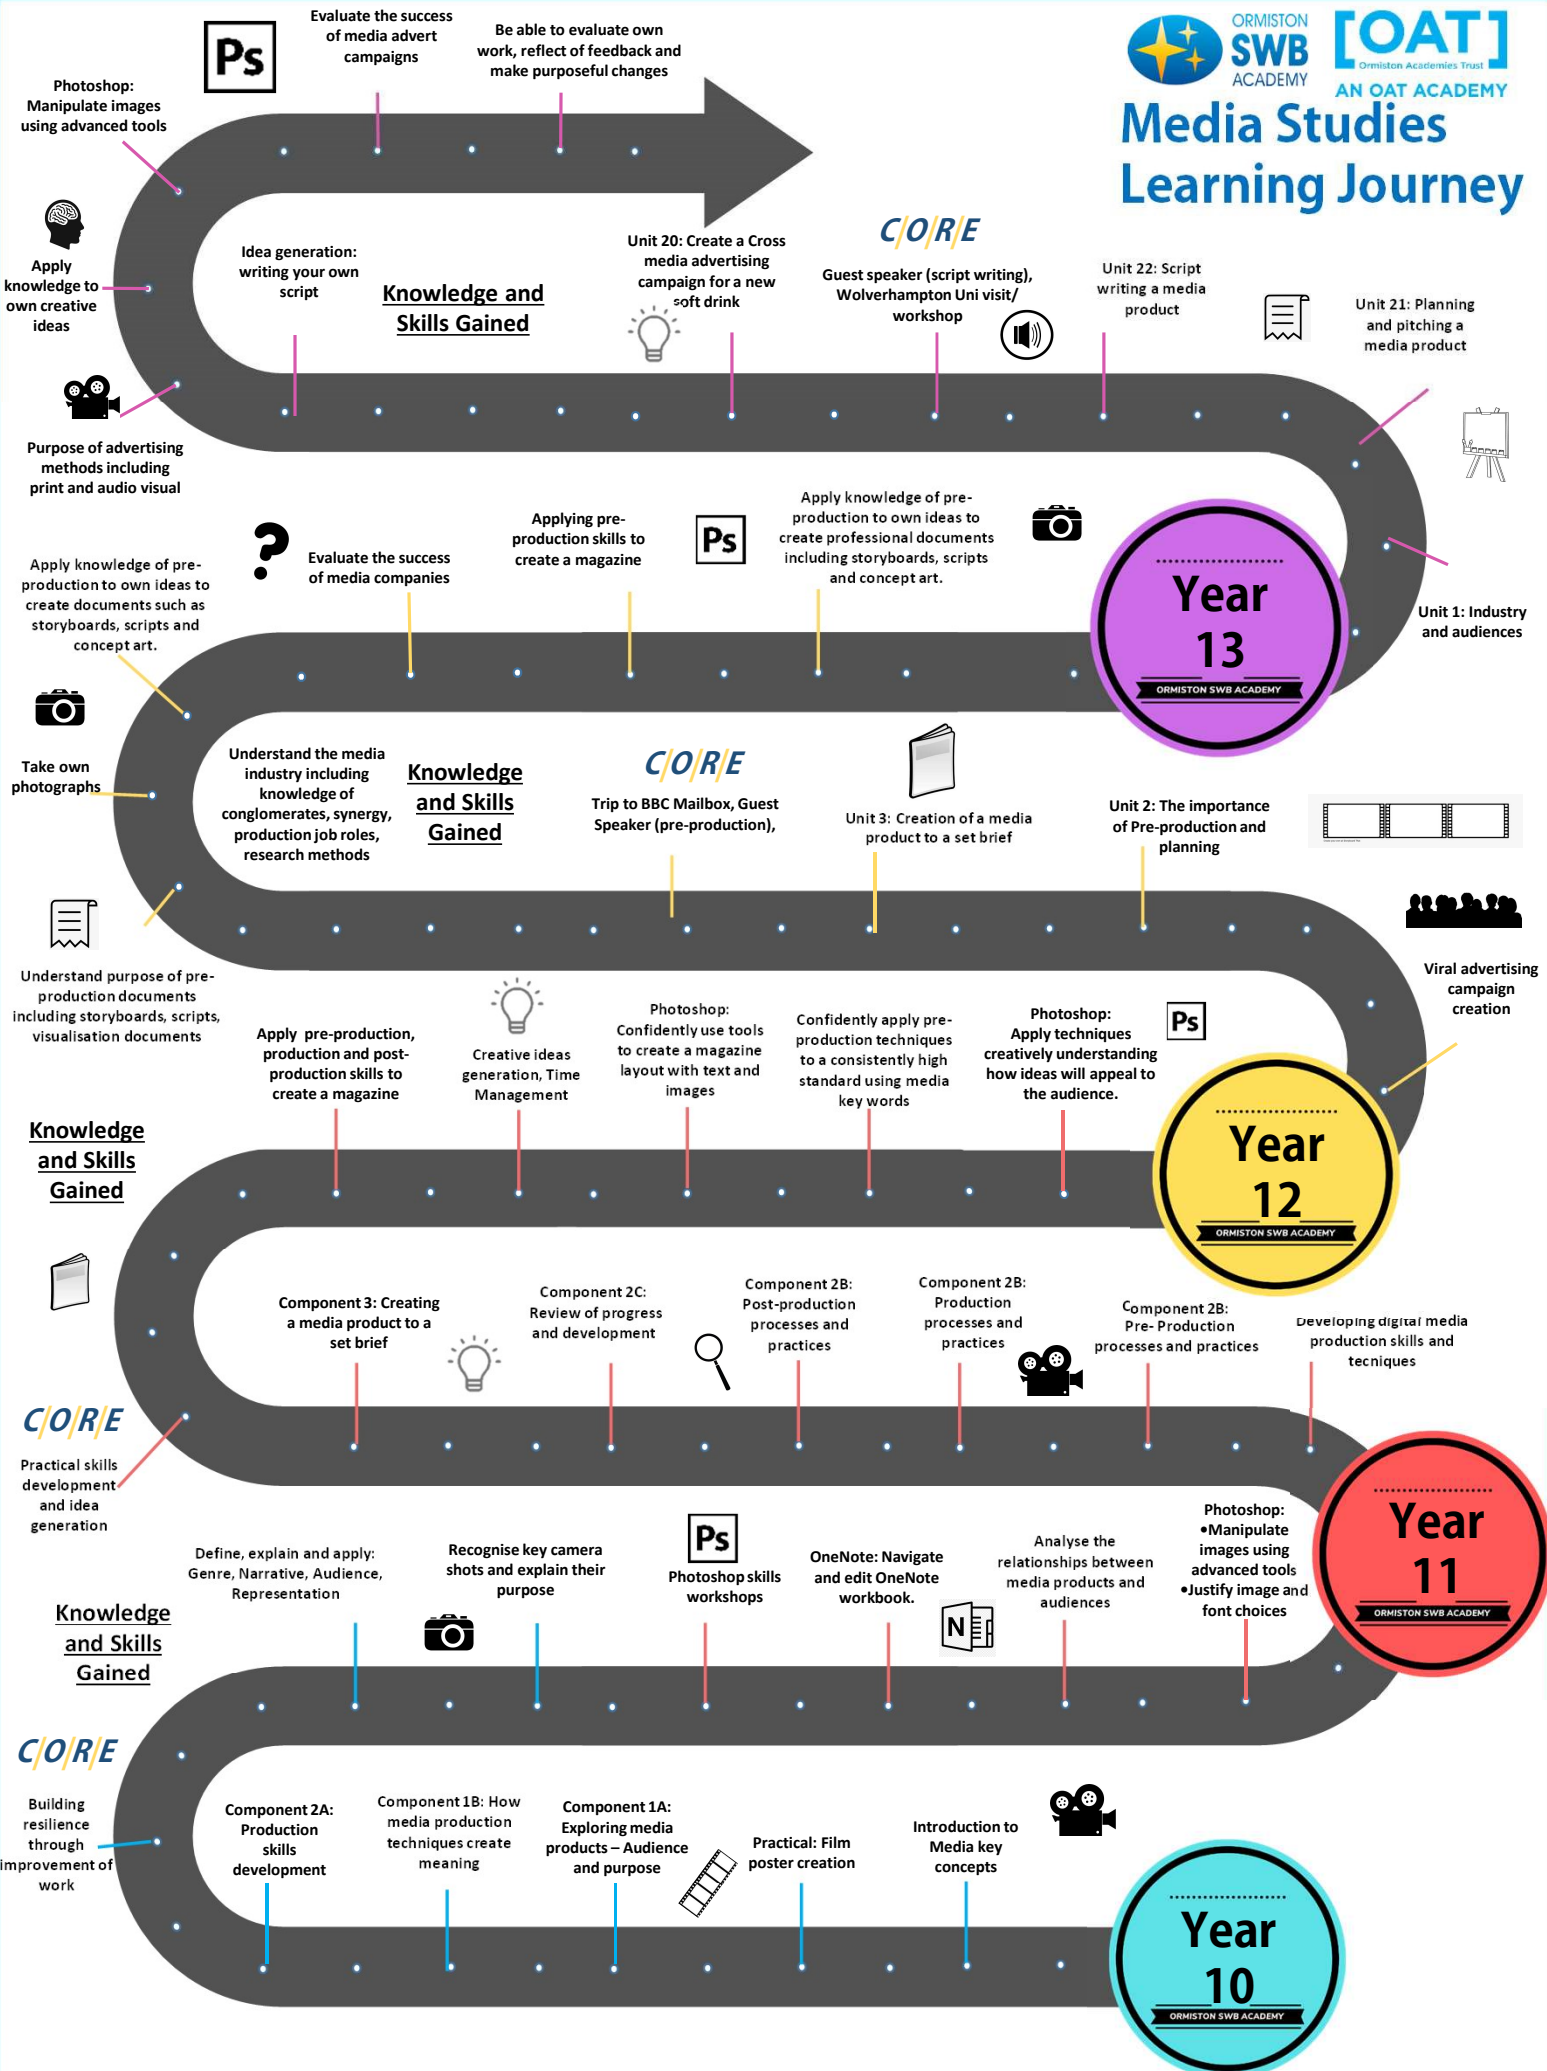 ORMISTON
SWB
ACADEMY
[OAT]
Ormiston Academies Trust
AN OAT ACADEMY
Media Studies
Learning Journey
Ps
Evaluate the success
of media advert
campaigns
Be able to evaluate own
work, reflect of feedback and
make purposeful changes
Photoshop:
Manipulate images
using advanced tools
Apply
knowledge to
own creative
ideas
Idea generation:
writing your own
script
Knowledge and
Skills Gained
Unit 20: Create a Cross
media advertising
campaign for a new
soft drink
C/O/R/E
Guest speaker (script writing),
Wolverhampton Uni visit/
workshop
Unit 22: Script
writing a media
product
Unit 21: Planning
and pitching a
media product
Purpose of advertising
methods including
print and audio visual
Apply knowledge of pre-
production to own ideas to
create documents such as
storyboards, scripts and
concept art.
?
Evaluate the success
of media companies
Applying pre-
production skills to
create a magazine
Ps
Apply knowledge of pre-
production to own ideas to
create professional documents
including storyboards, scripts
and concept art.
Year
13
ORMISTON SWB ACADEMY
Unit 1: Industry
and audiences
Take own
photographs
Understand the media
industry including
knowledge of
conglomerates, synergy,
production job roles,
research methods
Knowledge
and Skills
Gained
C/O/R/E
Trip to BBC Mailbox, Guest
Speaker (pre-production),
Unit 3: Creation of a media
product to a set brief
Unit 2: The importance
of Pre-production and
planning
Viral advertising
campaign
creation
Understand purpose of pre-
production documents
including storyboards, scripts,
visualisation documents
Apply pre-production,
production and post-
production skills to
create a magazine
Creative ideas
generation, Time
Management
Photoshop:
Confidently use tools
to create a magazine
layout with text and
images
Confidently apply pre-
production techniques
to a consistently high
standard using media
key words
Photoshop:
Apply techniques
creatively understanding
how ideas will appeal to
the audience.
Ps
Year
12
ORMISTON SWB ACADEMY
Knowledge
and Skills
Gained
Component 3: Creating
a media product to a
set brief
Component 2C:
Review of progress
and development
Component 2B:
Post-production
processes and
practices
Component 2B:
Production
processes and
practices
Component 2B:
Pre- Production
processes and practices
Developing digital media
production skills and
tecniques
C/O/R/E
Practical skills
development
and idea
generation
Year
11
ORMISTON SWB ACADEMY
Define, explain and apply:
Genre, Narrative, Audience,
Representation
Recognise key camera
shots and explain their
purpose
Ps
Photoshop skills
workshops
OneNote: Navigate
and edit OneNote
workbook.
N
Analyse the
relationships between
media products and
audiences
Photoshop:
•Manipulate
images using
advanced tools
•Justify image and
font choices
Knowledge
and Skills
Gained
C/O/R/E
Building
resilience
through
improvement of
work
Component 2A:
Production
skills
development
Component 1B: How
media production
techniques create
meaning
Component 1A:
Exploring media
products – Audience
and purpose
Practical: Film
poster creation
Introduction to
Media key
concepts
Year
10
ORMISTON SWB ACADEMY